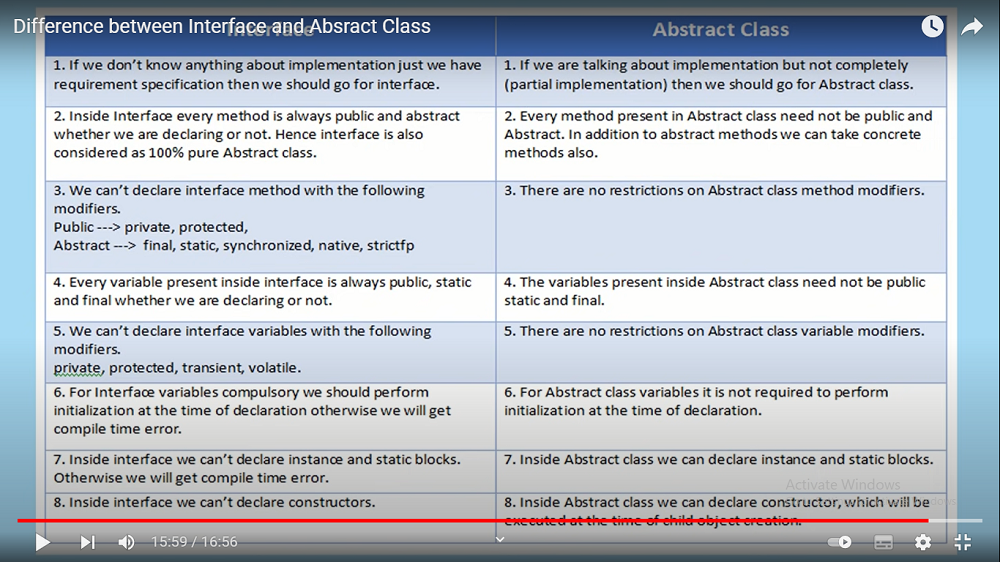 Difference between Interface and Absract Class
Interface
Abstract Class
1. If we don't know anything about implementation just we have
requirement specification then we should go for interface.
1. If we are talking about implementation but not completely
(partial implementation) then we should go for Abstract class.
2. Inside Interface every method is always public and abstract
whether we are declaring or not. Hence interface is also
considered as 100% pure Abstract class.
2. Every method present in Abstract class need not be public and
Abstract. In addition to abstract methods we can take concrete
methods also.
3. We can't declare interface method with the following
modifiers.
Public ---> private, protected,
Abstract ---> final, static, synchronized, native, strictfp
3. There are no restrictions on Abstract class method modifiers.
4. Every variable present inside interface is always public, static
and final whether we are declaring or not.
4. The variables present inside Abstract class need not be public
static and final.
5. We can't declare interface variables with the following
modifiers.
private, protected, transient, volatile.
5. There are no restrictions on Abstract class variable modifiers.
6. For Interface variables compulsory we should perform
initialization at the time of declaration otherwise we will get
compile time error.
6. For Abstract class variables it is not required to perform
initialization at the time of declaration.
7. Inside interface we can't declare instance and static blocks.
Otherwise we will get compile time error.
7. Inside Abstract class we can declare instance and static blocks.
Activate Windows
8. Inside interface we can't declare constructors.
8. Inside Abstract class we can declare constructor, which will be
executed at the time of child object creation.
15:59 / 16:56